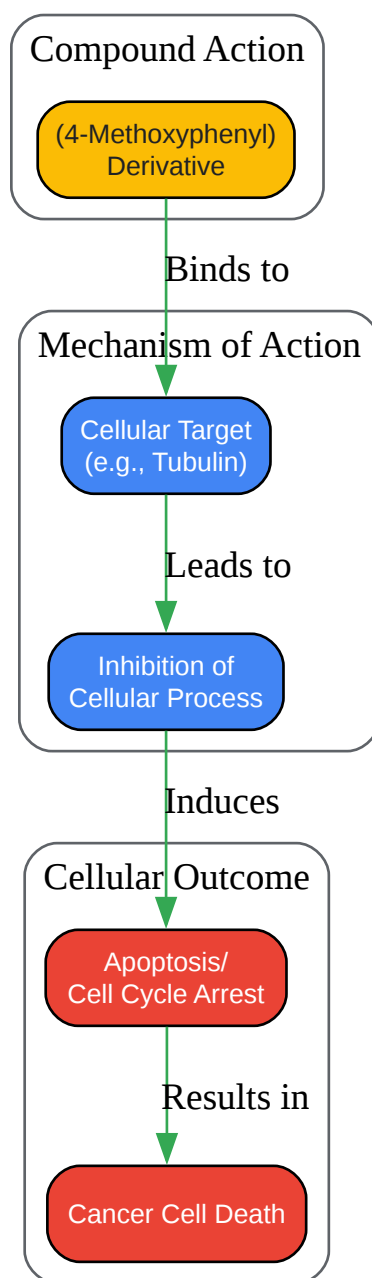 Compound Action
(4-Methoxyphenyl)
Derivative
Binds to
Mechanism of Action
Cellular Target
(e.g., Tubulin)
Leads to
Inhibition of
Cellular Process
Induces
Cellular Outcome
Apoptosis/
Cell Cycle Arrest
Results in
Cancer Cell Death